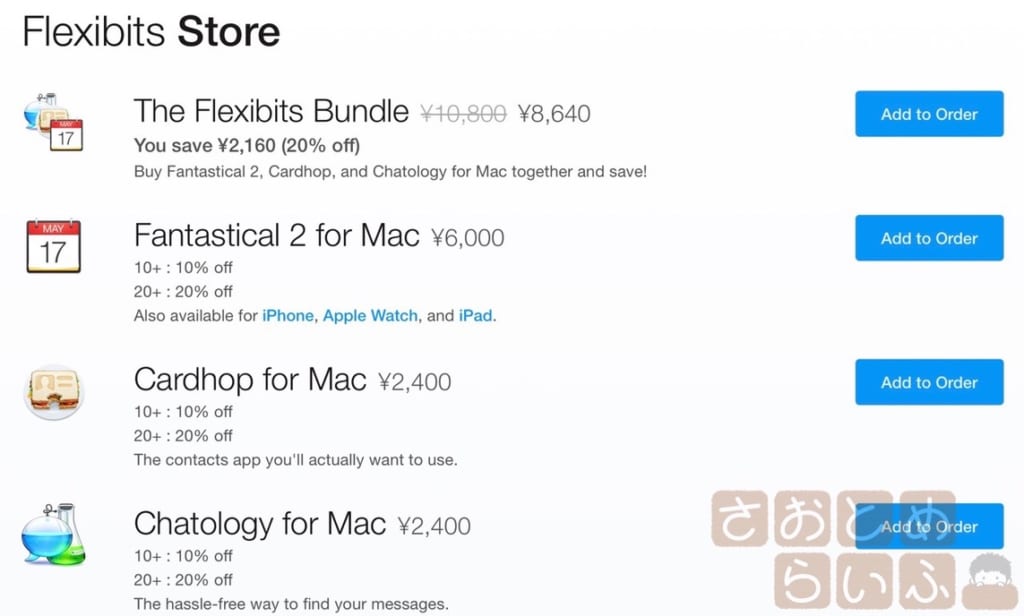 Flexibits Store
The Flexibits Bundle ¥10,800 ¥8,640
Add to Order
You save ¥2,160 (20% off)
Buy Fantastical 2, Cardhop, and Chatology for Mac together and save!
MAY
17
Fantastical 2 for Mac ¥6,000
Add to Order
10+ : 10% off
20+ : 20% off
Also available for iPhone, Apple Watch, and iPad.
MAY
17
Cardhop for Mac ¥2,400
Add to Order
10+ : 10% off
20+ : 20% off
The contacts app you'll actually want to use.
Chatology for Mac ¥2,400
Add to Order
10+ : 10% off
20+ : 20% off
The hassle-free way to find your messages.
さおとめ
らいふ